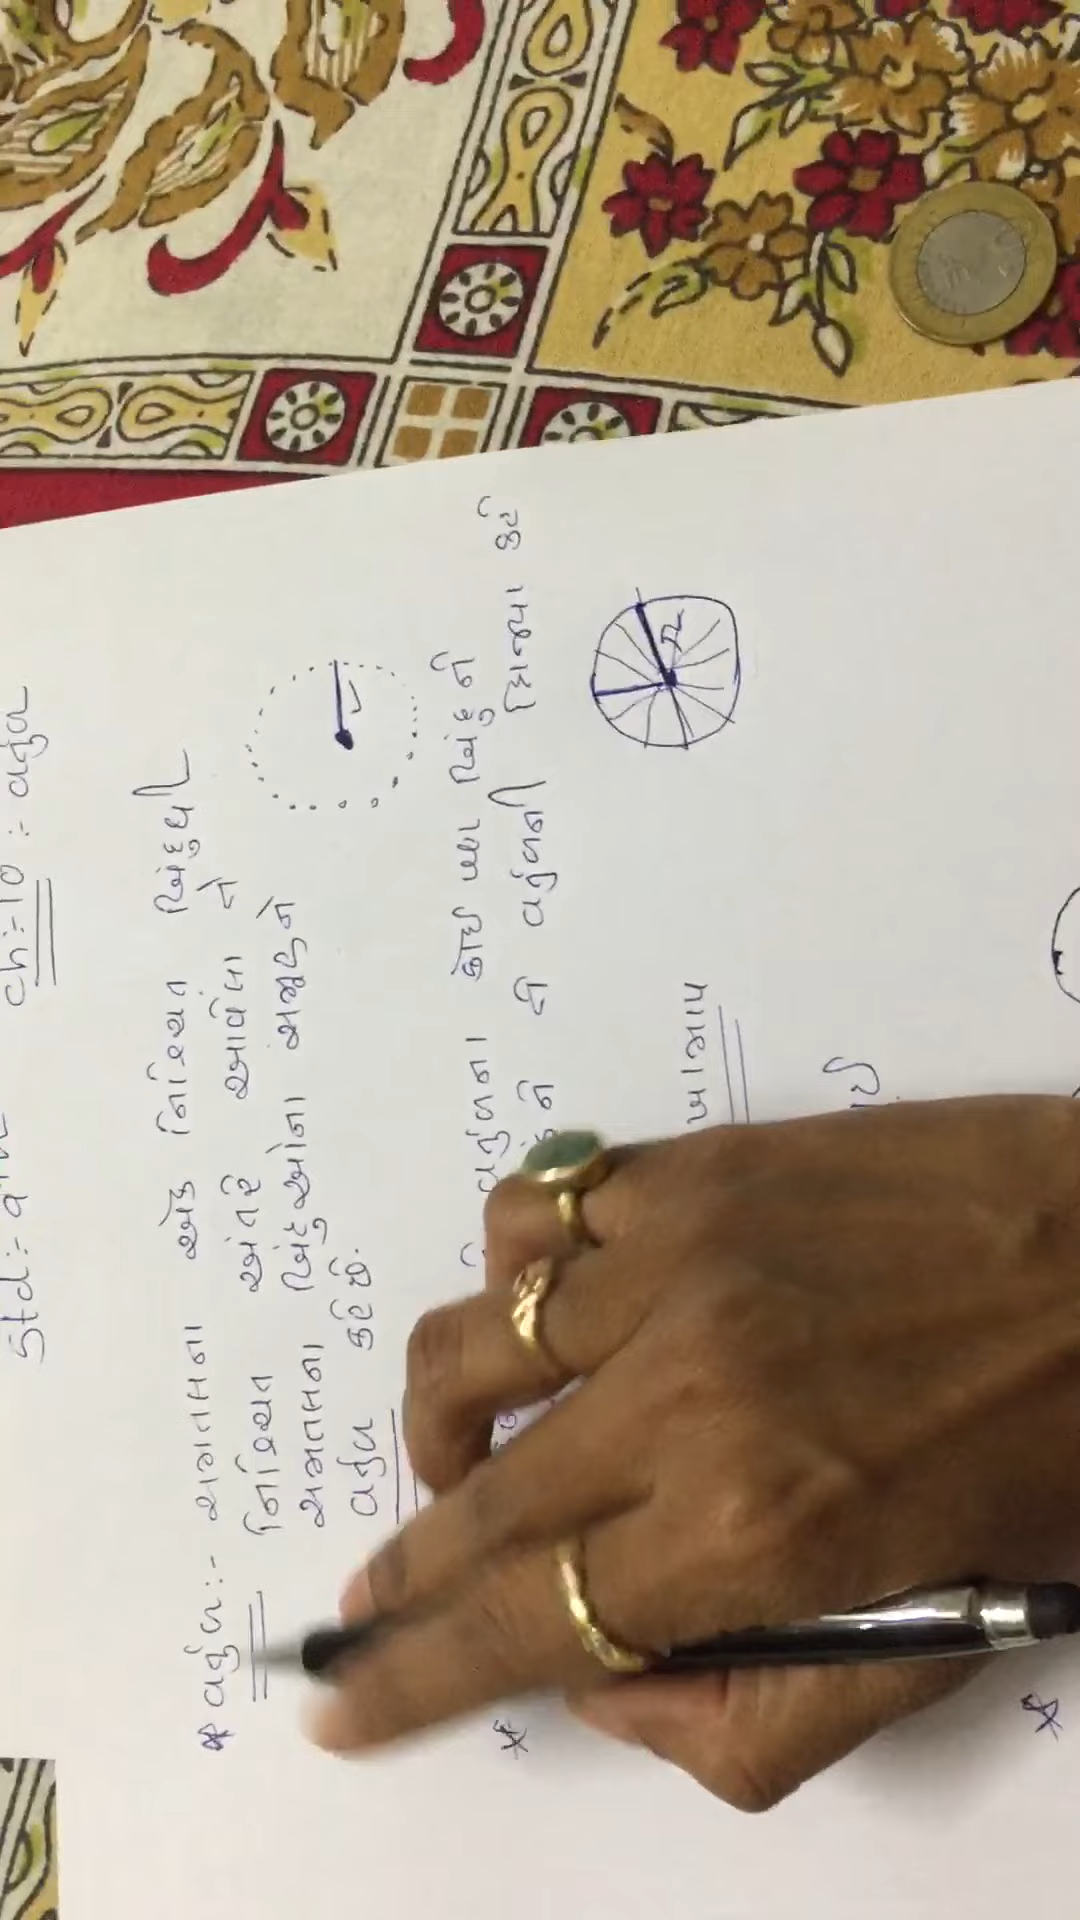 Std:- 9th ch:-10 :- વર્તુળ
* વર્તુળ:- સમતલના એક નિશ્ચિત બિંદુથી
નિશ્ચિત અંતરે આવેલા તે
સમતલના બિંદુઓના સમૂહને
વર્તુળ કહે છે.
* વર્તુળના કોઈ પણ બિંદુને
ને વર્તુળની ત્રિજ્યા કહે
r